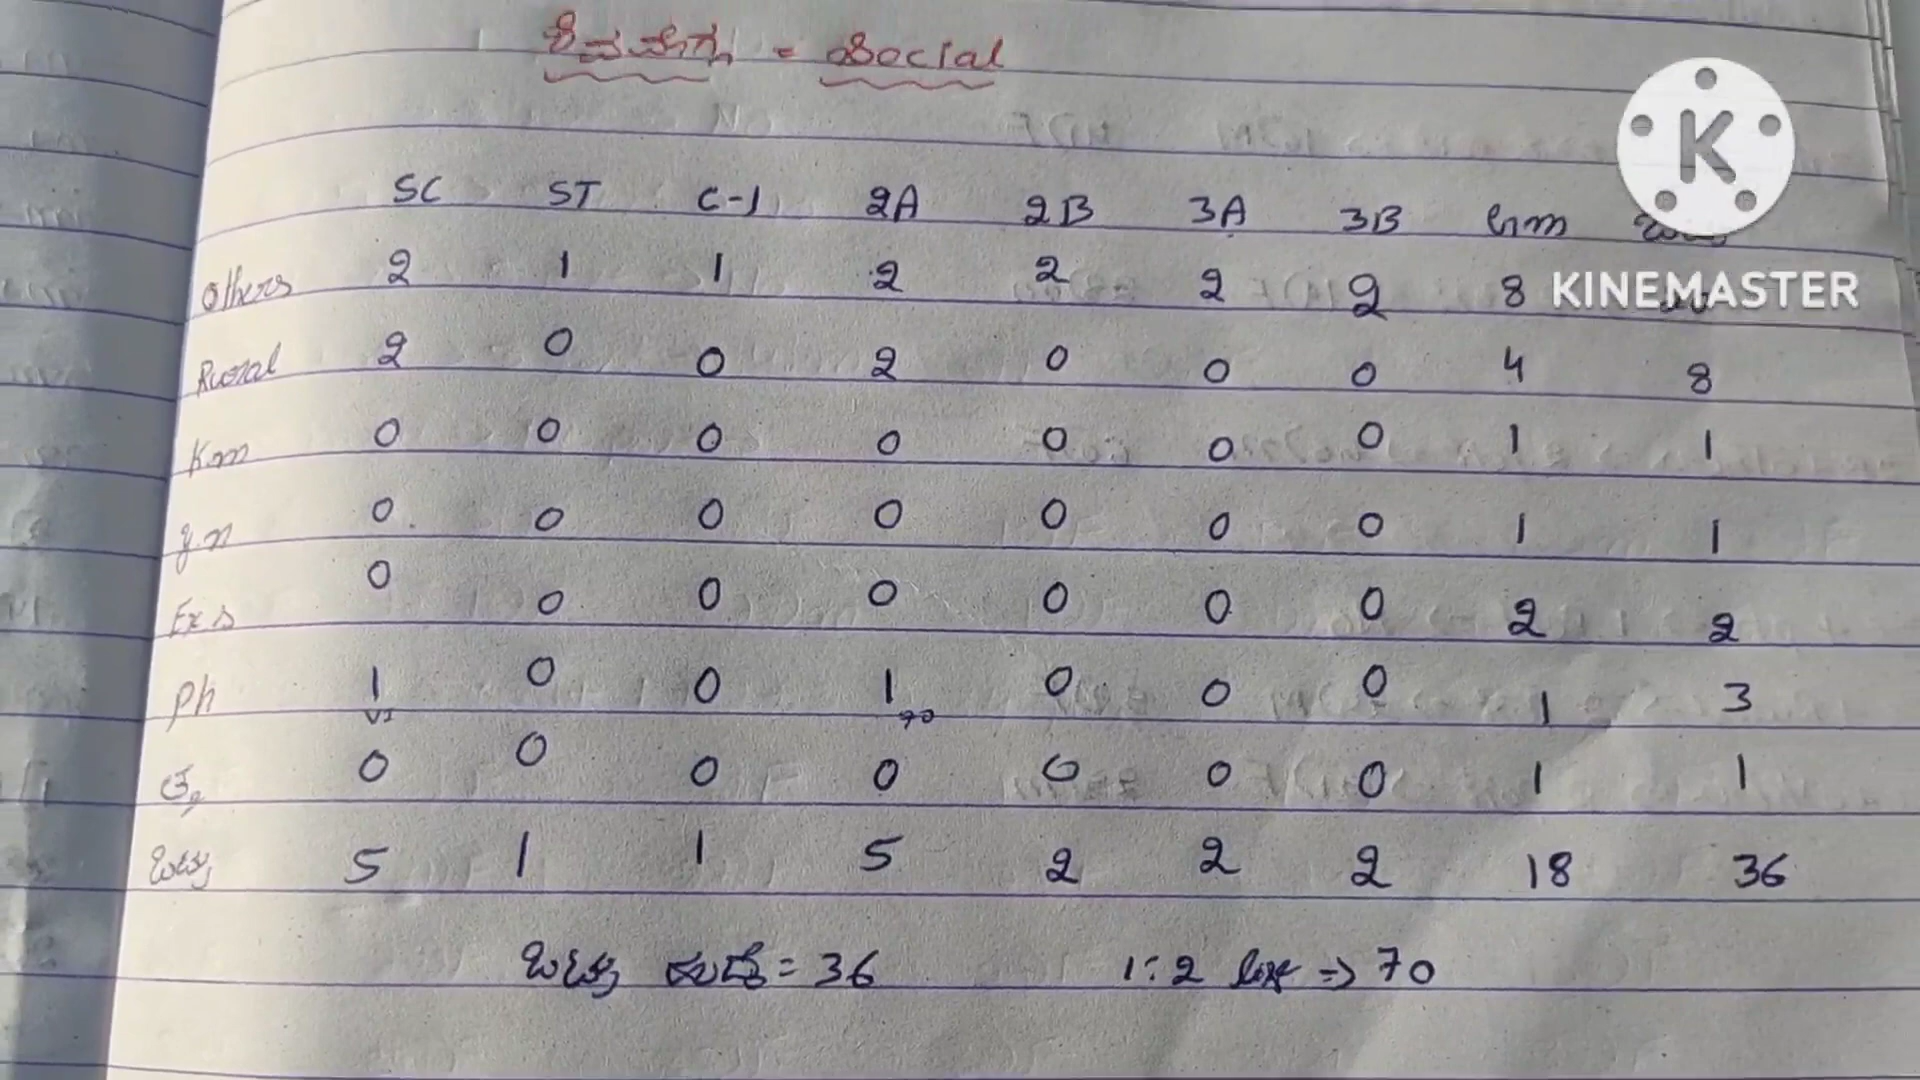 ಶಿವಮೊಗ್ಗ = Social
SC ST C-1 2A 2B 3A 3B Gm
K
Others 2 1 1 2 2 2 2 8
KINEMASTER
Rural 2 0 0 2 0 0 0 4 8
K.m 0 0 0 0 0 0 0 1 1
0 0 0 0 0 0 0 1 1
Ex.s 0 0 0 0 0 0 0 2 2
Ph 1 0 0 1 0 0 0 1 3
0 0 0 0 0 0 0 1 1
ಒಟ್ಟು 5 1 1 5 2 2 2 18 36
ಒಟ್ಟು ಹುದ್ದೆ = 36 1:2 list => 70